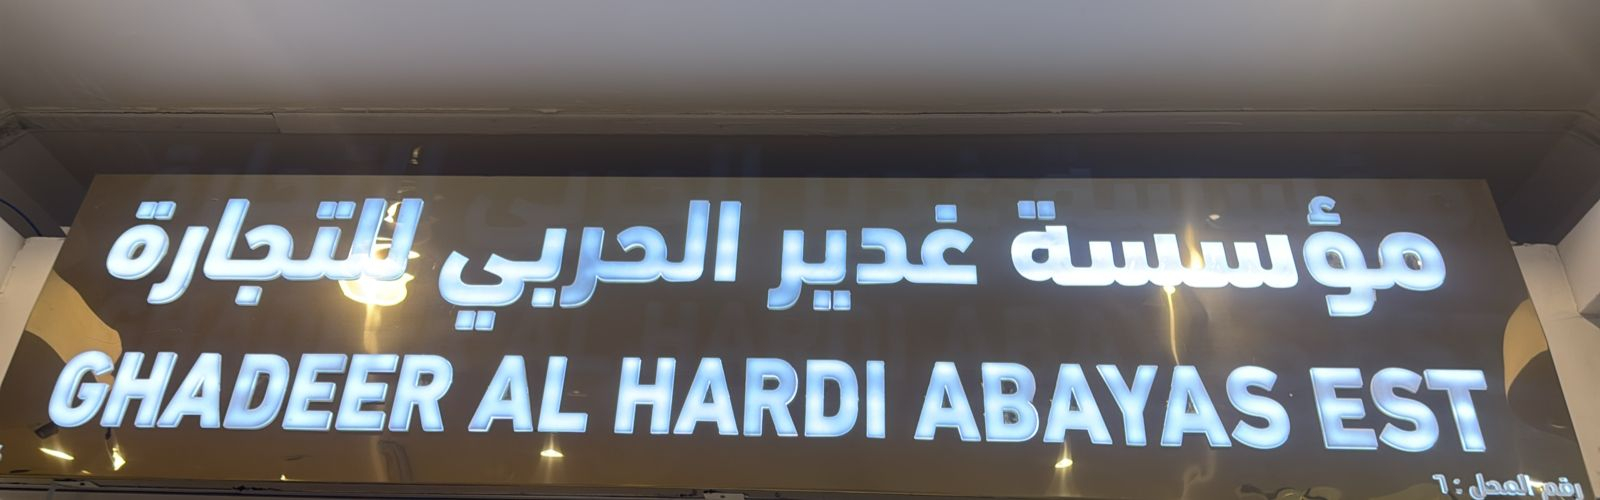 مؤسسة غدير الحربي للتجارة
GHADEER AL HARDI ABAYAS EST
رقم المحل : ٦